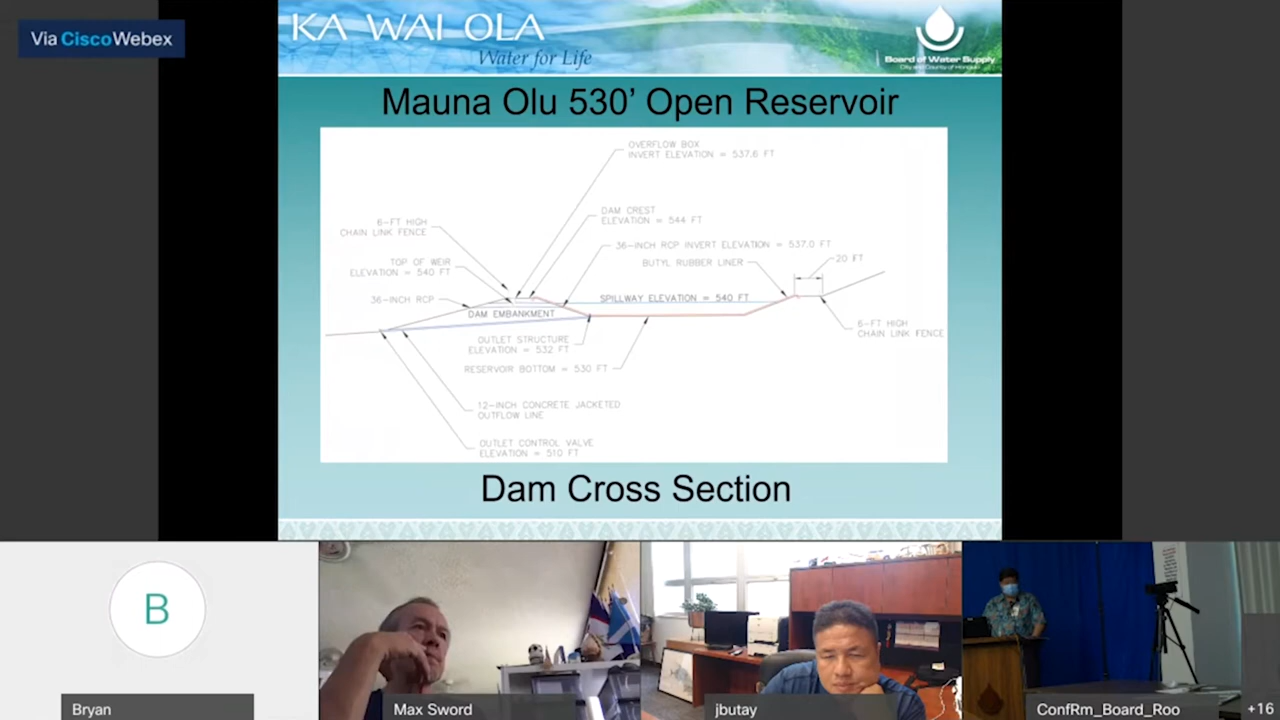 Via CiscoWebex
KA WAI OLA
Water for Life
Board of Water Supply
City and County of Honolulu
Mauna Olu 530’ Open Reservoir
OVERFLOW BOX
INVERT ELEVATION = 537.6 FT
DAM CREST
ELEVATION = 544 FT
6-FT HIGH
CHAIN LINK FENCE
36-INCH RCP INVERT ELEVATION = 537.0 FT
TOP OF WEIR
ELEVATION = 540 FT
BUTYL RUBBER LINER
20 FT
36-INCH RCP
SPILLWAY ELEVATION = 540 FT
DAM EMBANKMENT
6-FT HIGH
CHAIN LINK FENCE
OUTLET STRUCTURE
ELEVATION = 532 FT
RESERVOIR BOTTOM = 530 FT
12-INCH CONCRETE JACKETED
OUTFLOW LINE
OUTLET CONTROL VALVE
ELEVATION = 510 FT
Dam Cross Section
B
Bryan
Max Sword
jbutay
ConfRm_Board_Roo
+16